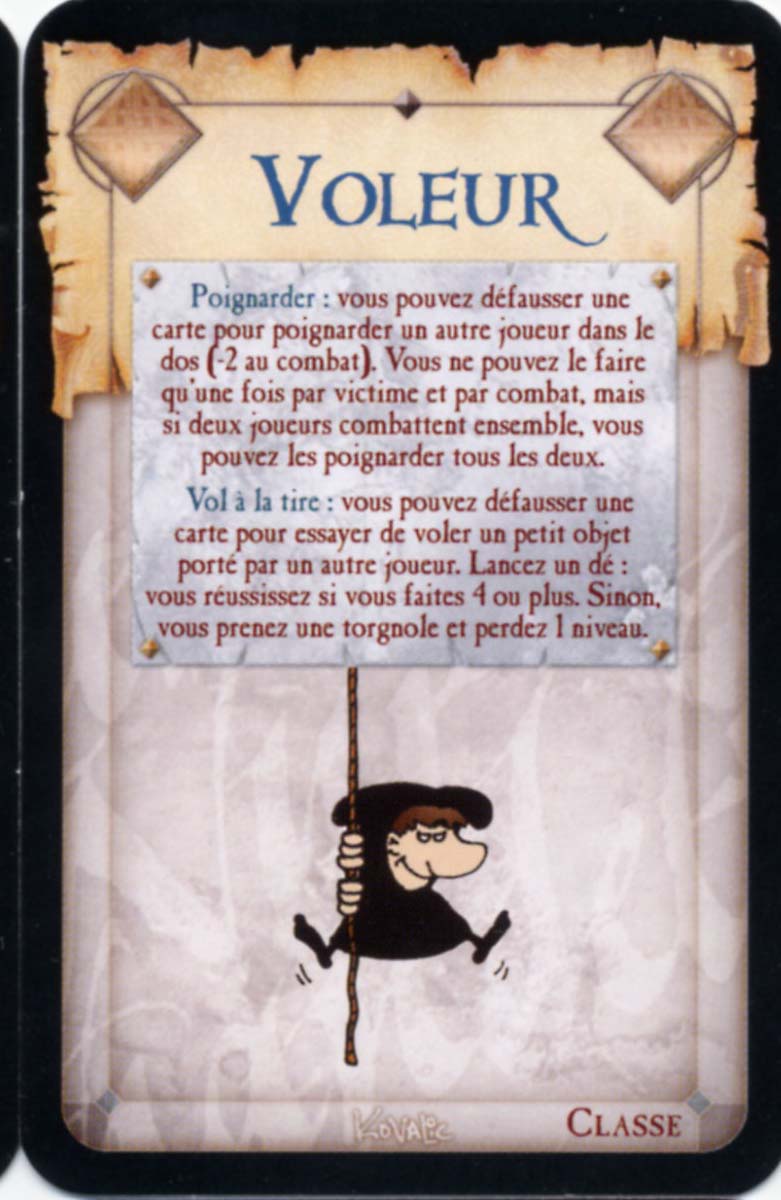 VOLEUR
Poignarder : vous pouvez défausser une
carte pour poignarder un autre joueur dans le
dos (-2 au combat). Vous ne pouvez le faire
qu'une fois par victime et par combat, mais
si deux joueurs combattent ensemble, vous
pouvez les poignarder tous les deux.
Vol à la tire : vous pouvez défausser une
carte pour essayer de voler un petit objet
porté par un autre joueur. Lancez un dé :
vous réussissez si vous faites 4 ou plus. Sinon,
vous prenez une torgnole et perdez 1 niveau.
KOVALIC
CLASSE